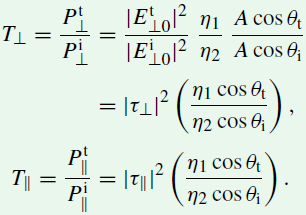 T⊥ = P⊥ᵗ / P⊥ⁱ = |E⊥0ᵗ|² / |E⊥0ⁱ|² η₁ / η₂ A cos θₜ / A cos θᵢ
= |τ⊥|² ( η₁ cos θₜ / η₂ cos θᵢ ) ,
T∥ = P∥ᵗ / P∥ⁱ = |τ∥|² ( η₁ cos θₜ / η₂ cos θᵢ ) .